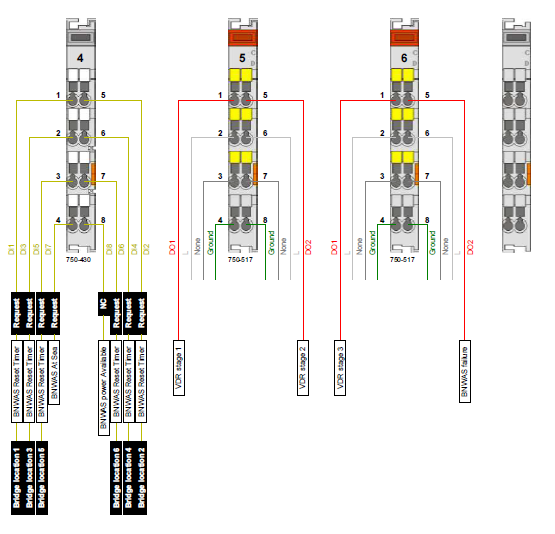 4
5
6
C
D
C
D
1
5
1
5
1
5
2
6
2
6
2
6
3
7
3
7
3
7
4
8
4
8
4
8
DI1
DI3
DI5
DI7
DI8
DI6
DI4
DI2
DO1
L
None
Ground
Ground
None
L
DO2
DO1
L
None
Ground
Ground
None
L
DO2
750-430
750-517
750-517
Request
Request
Request
Request
NC
Request
Request
Request
BNWAS Reset Timer
BNWAS Reset Timer
BNWAS Reset Timer
BNWAS At Sea
BNWAS power Available
BNWAS Reset Timer
BNWAS Reset Timer
BNWAS Reset Timer
VDR stage 1
VDR stage 2
VDR stage 3
BNWAS failure
Bridge location 1
Bridge location 3
Bridge location 5
Bridge location 6
Bridge location 4
Bridge location 2